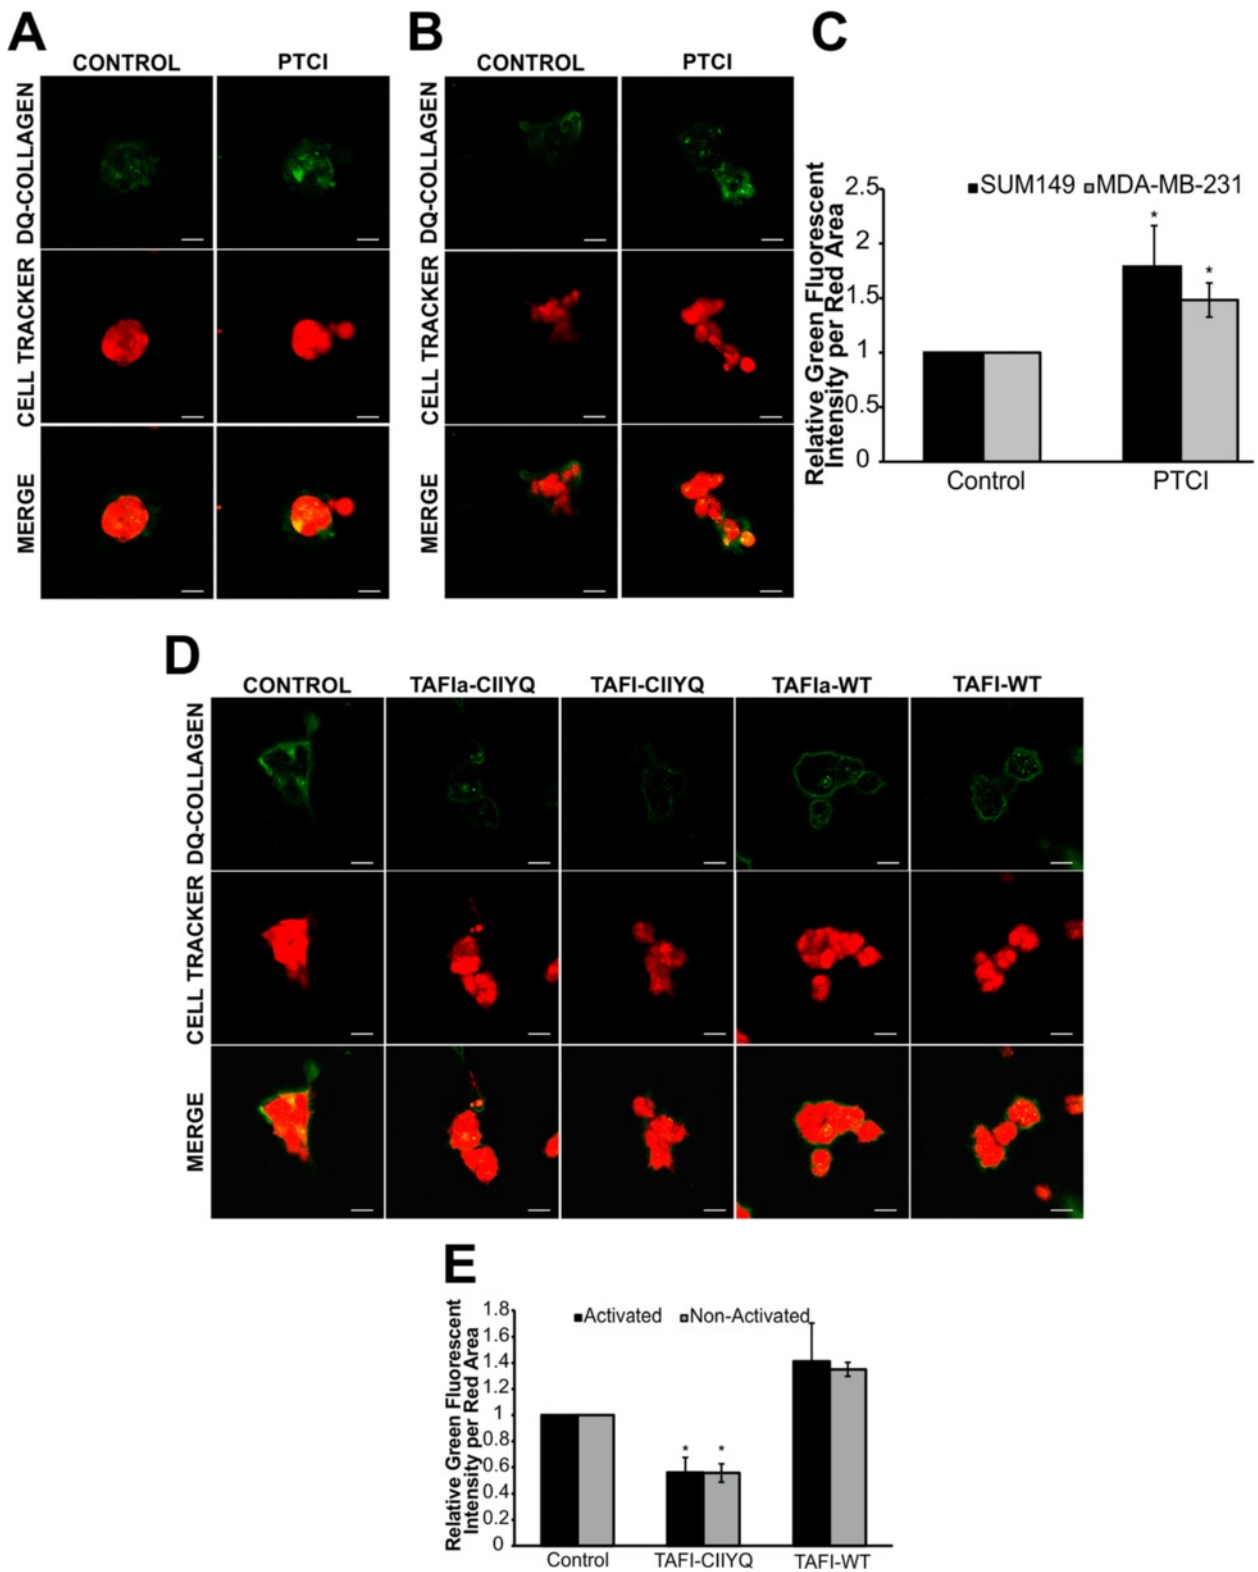 A
CONTROL PTCI
DQ-COLLAGEN
CELL TRACKER
MERGE
B
CONTROL PTCI
DQ-COLLAGEN
CELL TRACKER
MERGE
C
Relative Green Fluorescent
Intensity per Red Area
SUM149 MDA-MB-231
2.5
2
1.5
1
0.5
0
* *
Control PTCI
D
CONTROL TAFIa-CIIYQ TAFI-CIIYQ TAFIa-WT TAFI-WT
DQ-COLLAGEN
CELL TRACKER
MERGE
E
Relative Green Fluorescent
Intensity per Red Area
Activated Non-Activated
1.8
1.6
1.4
1.2
1
0.8
0.6
0.4
0.2
0
* *
Control TAFI-CIIYQ TAFI-WT